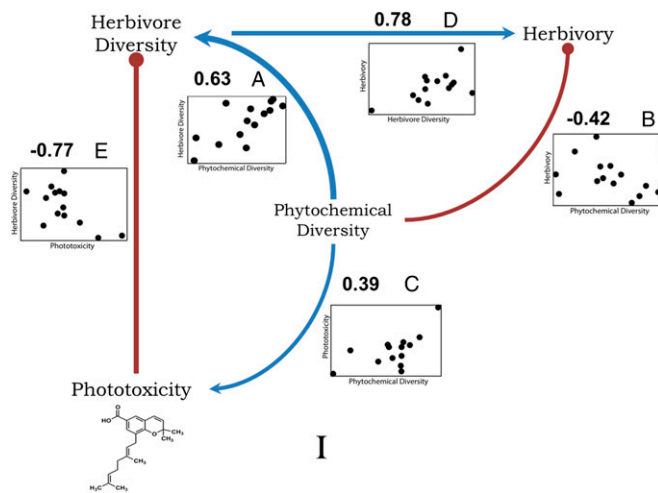 0.78 D
Herbivore
Diversity
Herbivory
Herbivory
Herbivore Diversity
0.63 A
Herbivore Diversity
Phytochemical Diversity
-0.42 B
Herbivory
Phytochemical Diversity
-0.77 E
Herbivore Diversity
Phototoxicity
Phytochemical
Diversity
0.39 C
Phototoxicity
Phytochemical Diversity
Phototoxicity
O
HO
O
CH₃
CH₃
CH₃
H₃C
CH₃
I